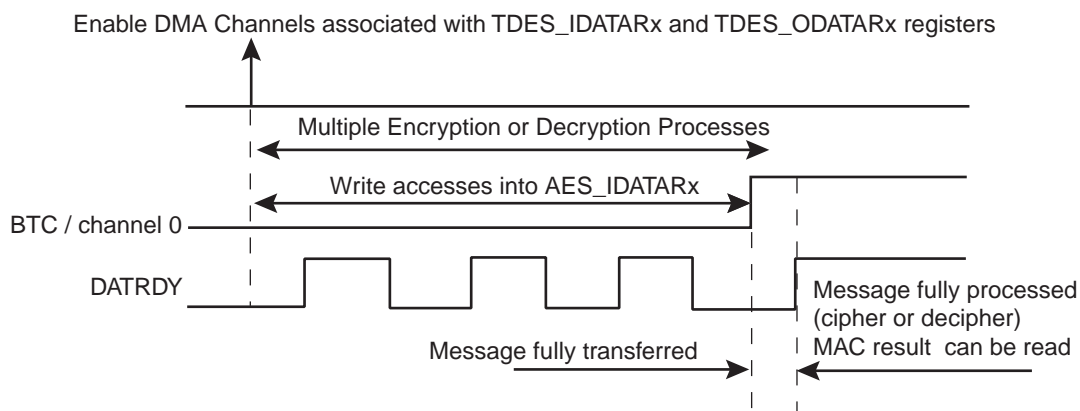 Enable DMA Channels associated with TDES_IDATARx and TDES_ODATARx registers
Multiple Encryption or Decryption Processes
Write accesses into AES_IDATARx
BTC / channel 0
DATRDY
Message fully processed
(cipher or decipher)
MAC result can be read
Message fully transferred